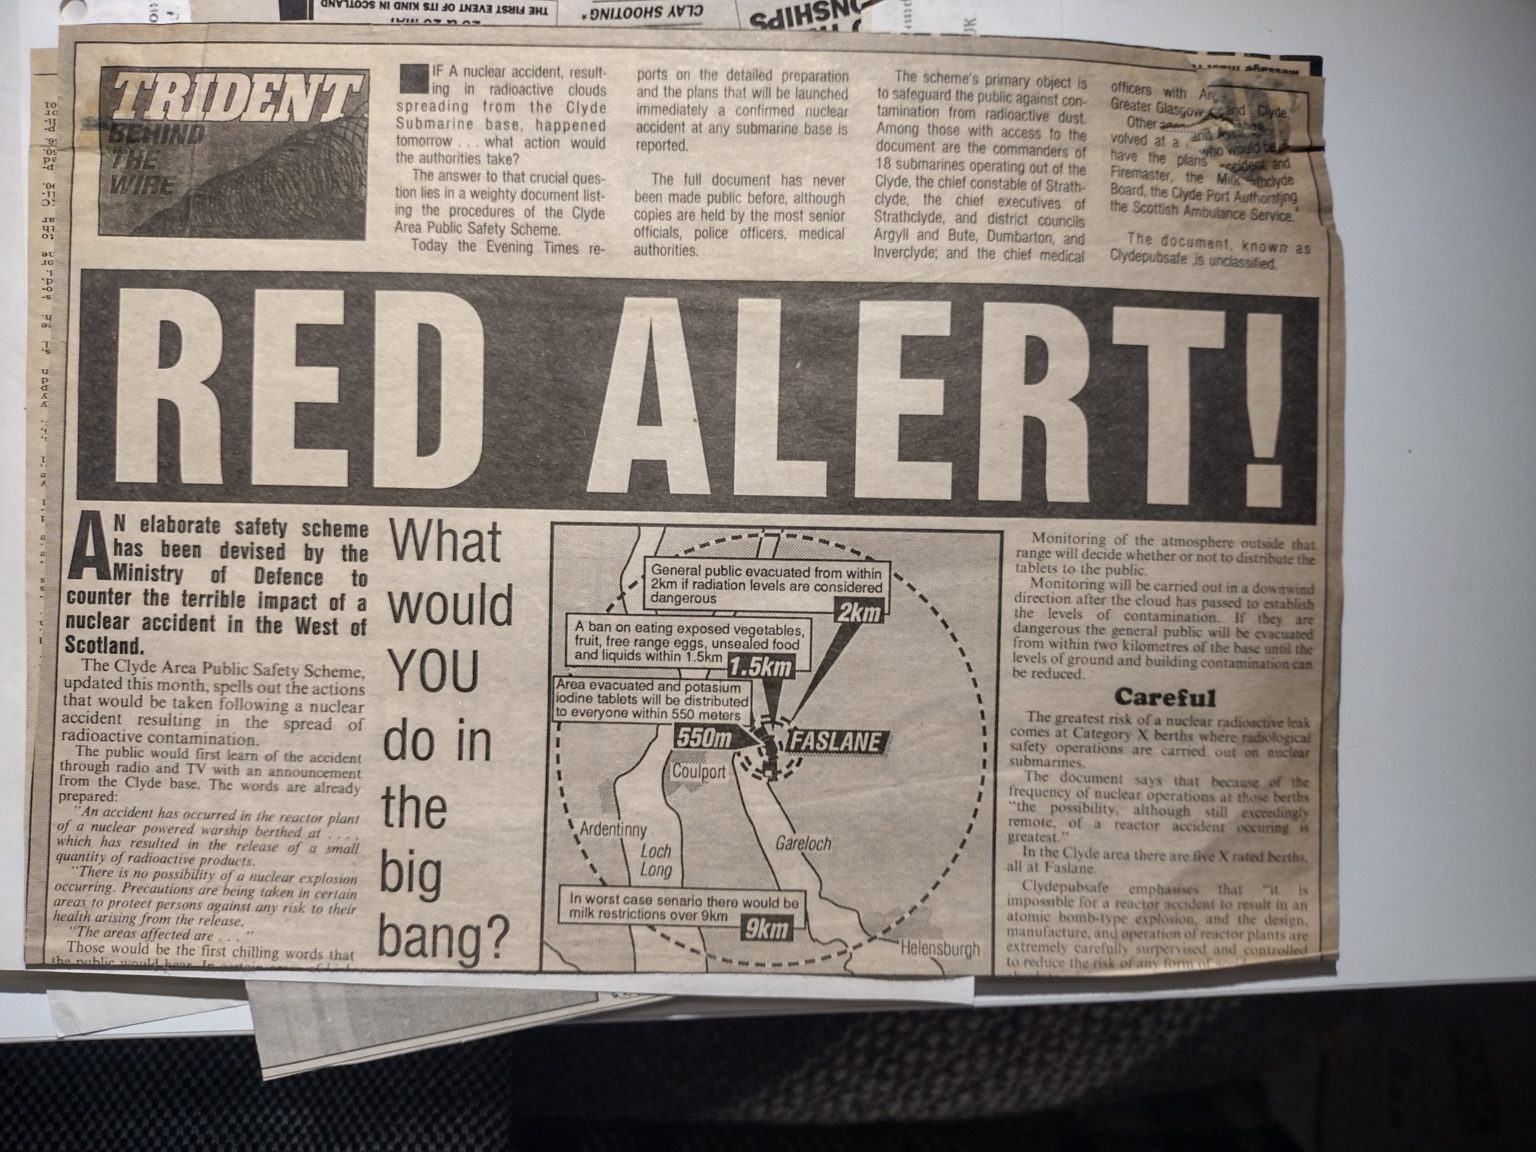 THE FIRST EVENT OF ITS KIND IN SCOTLAND
CLAY SHOOTING*
TRIDENT
BEHIND
THE
WIRE
IF A nuclear accident, result-
ing in radioactive clouds
spreading from the Clyde
Submarine base, happened
tomorrow . . . what action would
the authorities take?
The answer to that crucial ques-
tion lies in a weighty document list-
ing the procedures of the Clyde
Area Public Safety Scheme.
Today the Evening Times re-
ports on the detailed preparation
and the plans that will be launched
immediately a confirmed nuclear
accident at any submarine base is
reported.
The full document has never
been made public before, although
copies are held by the most senior
officials, police officers, medical
authorities.
The scheme's primary object is
to safeguard the public against con-
tamination from radioactive dust.
Among those with access to the
document are the commanders of
18 submarines operating out of the
Clyde, the chief constable of Strath-
clyde, the chief executives of
Strathclyde, and district councils
Argyll and Bute, Dumbarton, and
Inverclyde; and the chief medical
officers with
Greater Glasgow and Clyde
Other
volved at a who would be in
have the plans and
Firemaster, the Milk
Board, the Clyde Port
the Scottish Ambulance Service.
The document, known as
Clydepubsafe is unclassified.
RED ALERT!
AN elaborate safety scheme
has been devised by the
Ministry of Defence to
counter the terrible impact of a
nuclear accident in the West of
Scotland.
The Clyde Area Public Safety Scheme,
updated this month, spells out the actions
that would be taken following a nuclear
accident resulting in the spread of
radioactive contamination.
The public would first learn of the accident
through radio and TV with an announcement
from the Clyde base. The words are already
prepared:
"An accident has occurred in the reactor plant
of a nuclear powered warship berthed at . . . .
which has resulted in the release of a small
quantity of radioactive products.
"There is no possibility of a nuclear explosion
occurring. Precautions are being taken in certain
areas to protect persons against any risk to their
health arising from the release.
"The areas affected are . . ."
Those would be the first chilling words that
the public would hear. In certain
What
would
YOU
do in
the
big
bang?
General public evacuated from within
2km if radiation levels are considered
dangerous
2km
A ban on eating exposed vegetables,
fruit, free range eggs, unsealed food
and liquids within 1.5km
1.5km
Area evacuated and potasium
iodine tablets will be distributed
to everyone within 550 meters
550m
FASLANE
Coulport
Ardentinny
Loch
Long
Gareloch
In worst case senario there would be
milk restrictions over 9km
9km
Helensburgh
Monitoring of the atmosphere outside that
range will decide whether or not to distribute the
tablets to the public.
Monitoring will be carried out in a downwind
direction after the cloud has passed to establish
the levels of contamination. If they are
dangerous the general public will be evacuated
from within two kilometres of the base until the
levels of ground and building contamination can
be reduced.
Careful
The greatest risk of a nuclear radioactive leak
comes at Category X berths where radiological
safety operations are carried out on nuclear
submarines.
The document says that because of the
frequency of nuclear operations at those berths
"the possibility, although still exceedingly
remote, of a reactor accident occuring is
greatest."
In the Clyde area there are five X rated berths,
all at Faslane.
Clydepubsafe emphasises that "it is
impossible for a reactor accident to result in an
atomic bomb-type explosion, and the design,
manufacture, and operation of reactor plants are
extremely carefully surpervised and controlled
to reduce the risk of any form of